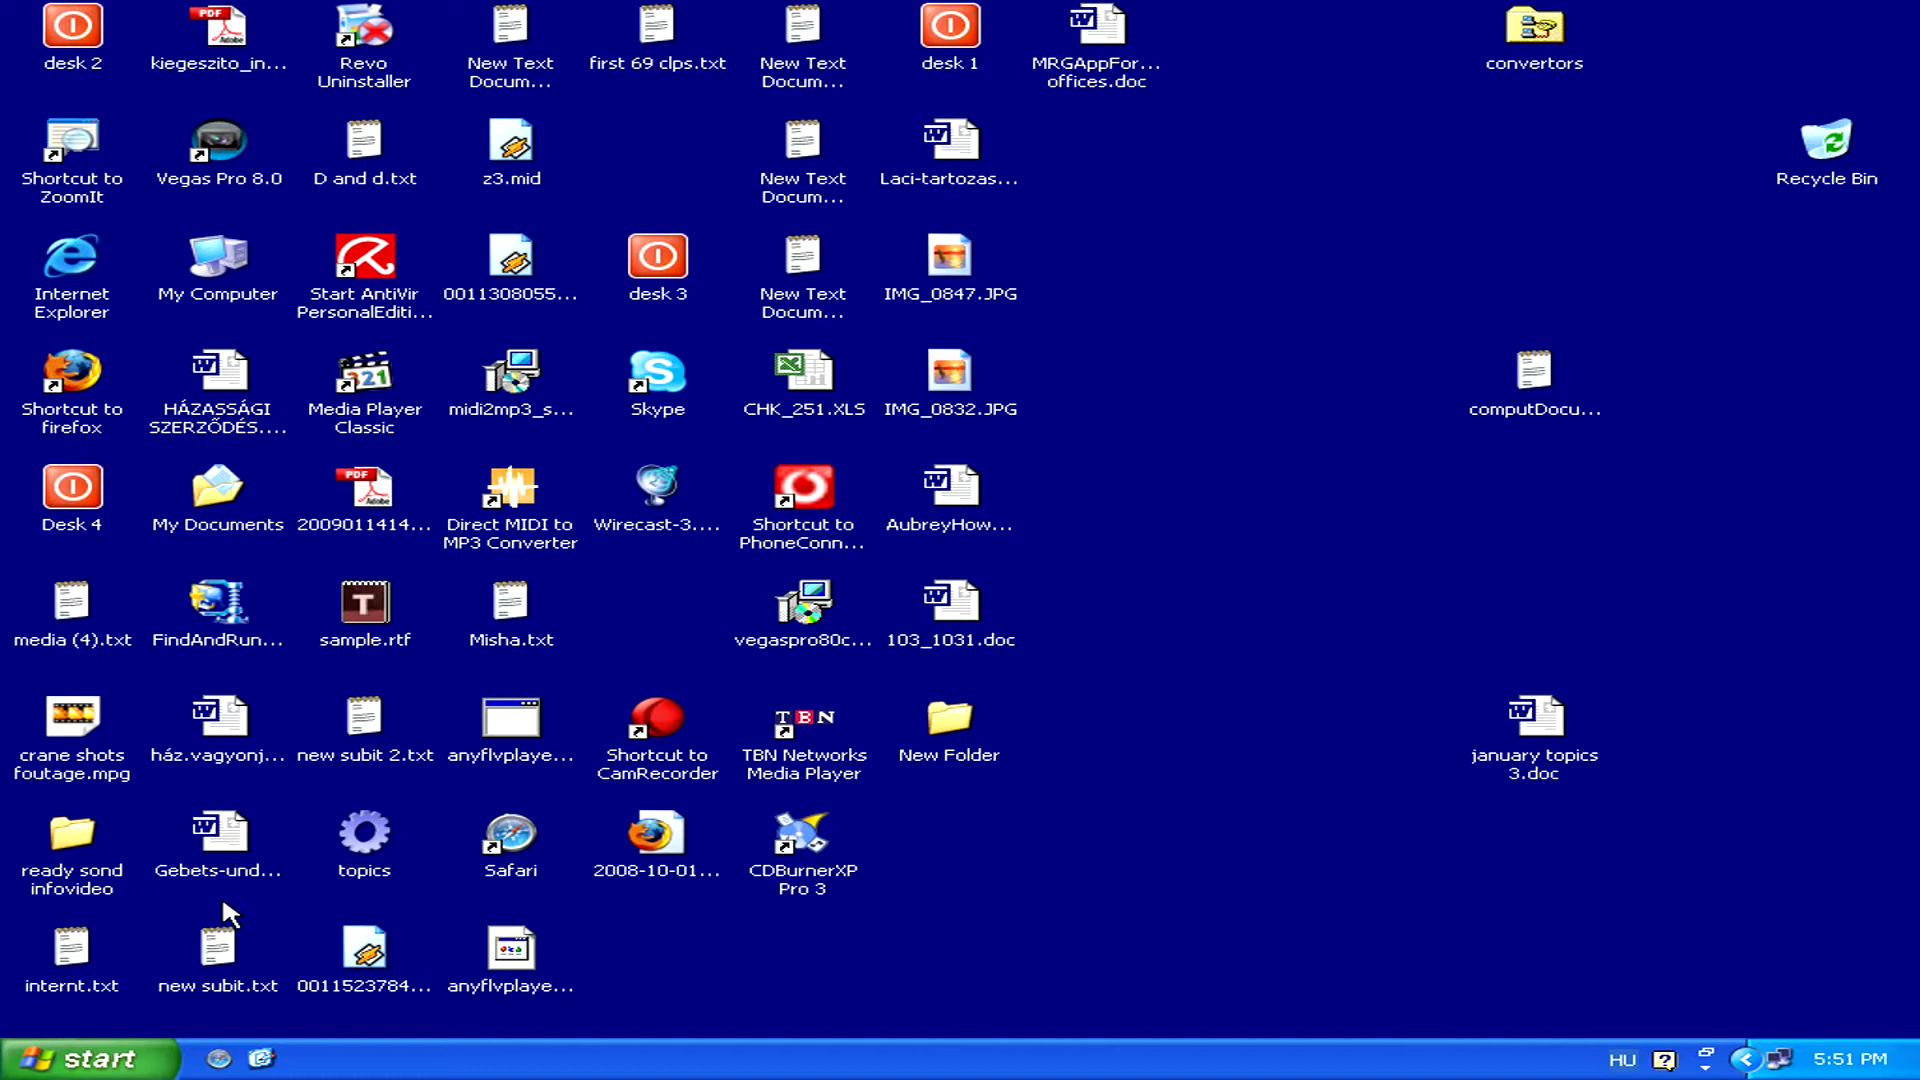 desk 2
kiegeszito_in...
Revo
Uninstaller
New Text
Docum...
first 69 clps.txt
New Text
Docum...
desk 1
MRGAppFor...
offices.doc
convertors
Shortcut to
ZoomIt
Vegas Pro 8.0
D and d.txt
z3.mid
New Text
Docum...
Laci-tartozas...
Recycle Bin
Internet
Explorer
My Computer
Start AntiVir
PersonalEditi...
0011308055...
desk 3
New Text
Docum...
IMG_0847.JPG
Shortcut to
firefox
HÁZASSÁGI
SZERZŐDÉS....
Media Player
Classic
midi2mp3_s...
Skype
CHK_251.XLS
IMG_0832.JPG
computDocu...
Desk 4
My Documents
2009011414...
Direct MIDI to
MP3 Converter
Wirecast-3....
Shortcut to
PhoneConn...
AubreyHow...
media (4).txt
FindAndRun...
sample.rtf
Misha.txt
vegaspro80c...
103_1031.doc
crane shots
foutage.mpg
ház.vagyonj...
new subit 2.txt
anyflvplaye...
Shortcut to
CamRecorder
TBN
TBN Networks
Media Player
New Folder
january topics
3.doc
ready sond
infovideo
Gebets-und...
topics
Safari
2008-10-01...
CDBurnerXP
Pro 3
internt.txt
new subit.txt
0011523784...
anyflvplaye...
start
HU
5:51 PM